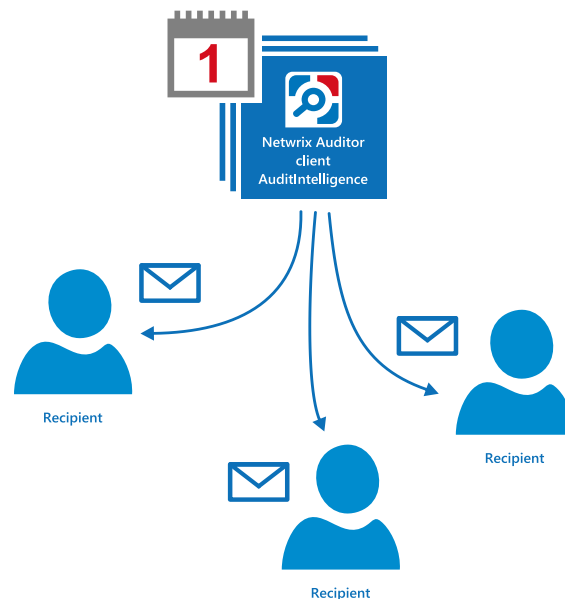 1
Netwrix Auditor
client
AuditIntelligence
Recipient
Recipient
Recipient